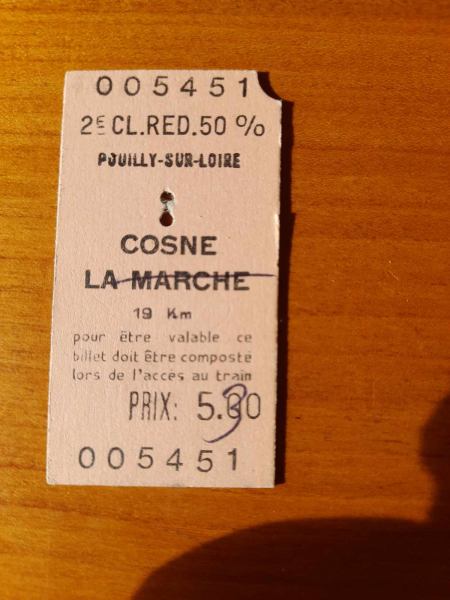 005451
2E CL.RED.50 %
POUILLY-SUR-LOIRE
COSNE
LA MARCHE
19 Km
pour être valable ce
billet doit être composté
lors de l'accès au train
PRIX: 5.30
005451